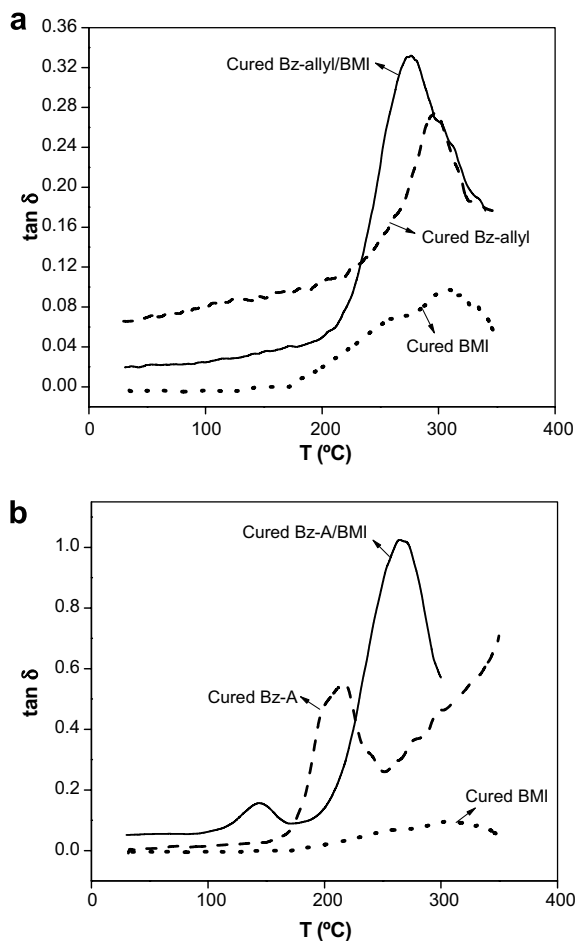 a
0.36
Cured Bz-allyl/BMI
0.32
0.28
0.24
0.20
tan δ
0.16
Cured Bz-allyl
0.12
0.08
Cured BMI
0.04
0.00
0 100 200 300 400
T (ºC)
b
Cured Bz-A/BMI
1.0
0.8
0.6
Cured Bz-A
tan δ
0.4
0.2
Cured BMI
0.0
0 100 200 300 400
T (ºC)